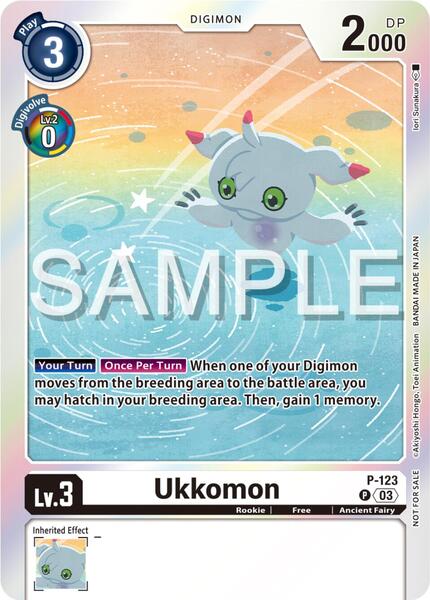 Play
3
DIGIMON
2000
DP
Digivolve
Lv.2
0
Iori Sunakura
SAMPLE
Your Turn Once Per Turn When one of your Digimon
moves from the breeding area to the battle area, you
may hatch in your breeding area. Then, gain 1 memory.
©Akiyoshi Hongo, Toei Animation BANDAI MADE IN JAPAN
NOT FOR SALE
Lv.3
Ukkomon
P-123
P 03
Rookie Free Ancient Fairy
Inherited Effect
–